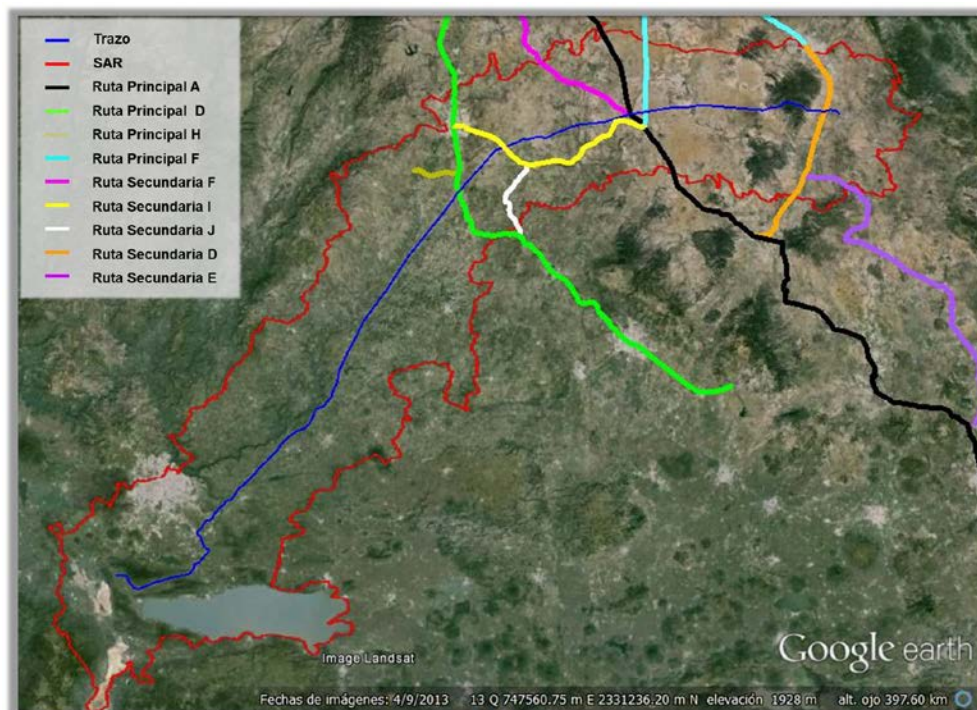 Trazo
SAR
Ruta Principal A
Ruta Principal D
Ruta Principal H
Ruta Principal F
Ruta Secundaria F
Ruta Secundaria I
Ruta Secundaria J
Ruta Secundaria D
Ruta Secundaria E
Image Landsat
Google earth
Fechas de imágenes: 4/9/2013 13 Q 747560.75 m E 2331236.20 m N elevación 1928 m alt. ojo 397.60 km